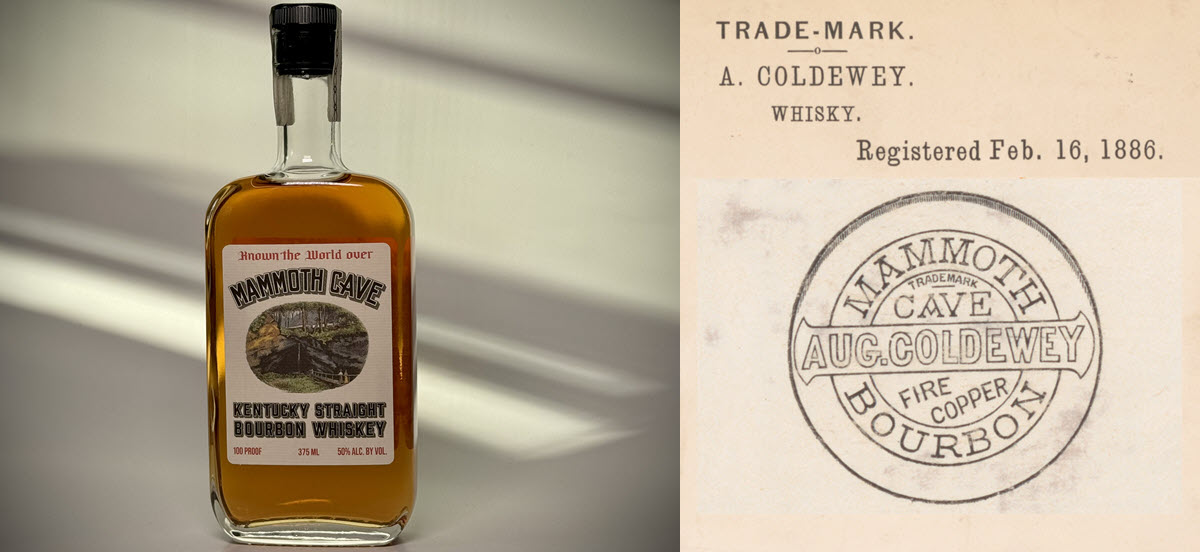 Known the World over
MAMMOTH CAVE
KENTUCKY STRAIGHT
BOURBON WHISKEY
100 PROOF 375 ML 50% ALC. BY VOL.
TRADE-MARK.
A. COLDEWEY.
WHISKY.
Registered Feb. 16, 1886.
MAMMOTH
TRADEMARK
CAVE
AUG. COLDEWEY
FIRE
COPPER
BOURBON